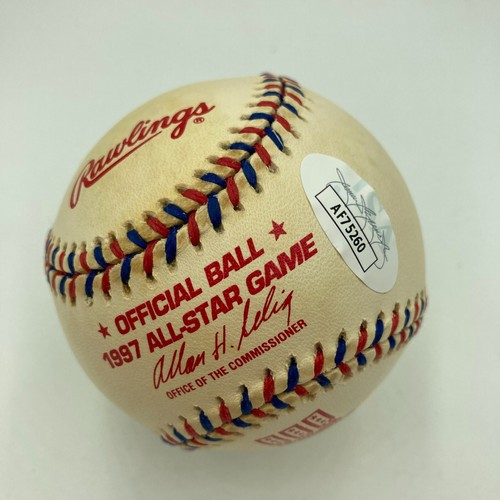 Rawlings®
★ OFFICIAL BALL ★
1997 ALL-STAR GAME
Allan H. Selig
OFFICE OF THE COMMISSIONER
AF75260